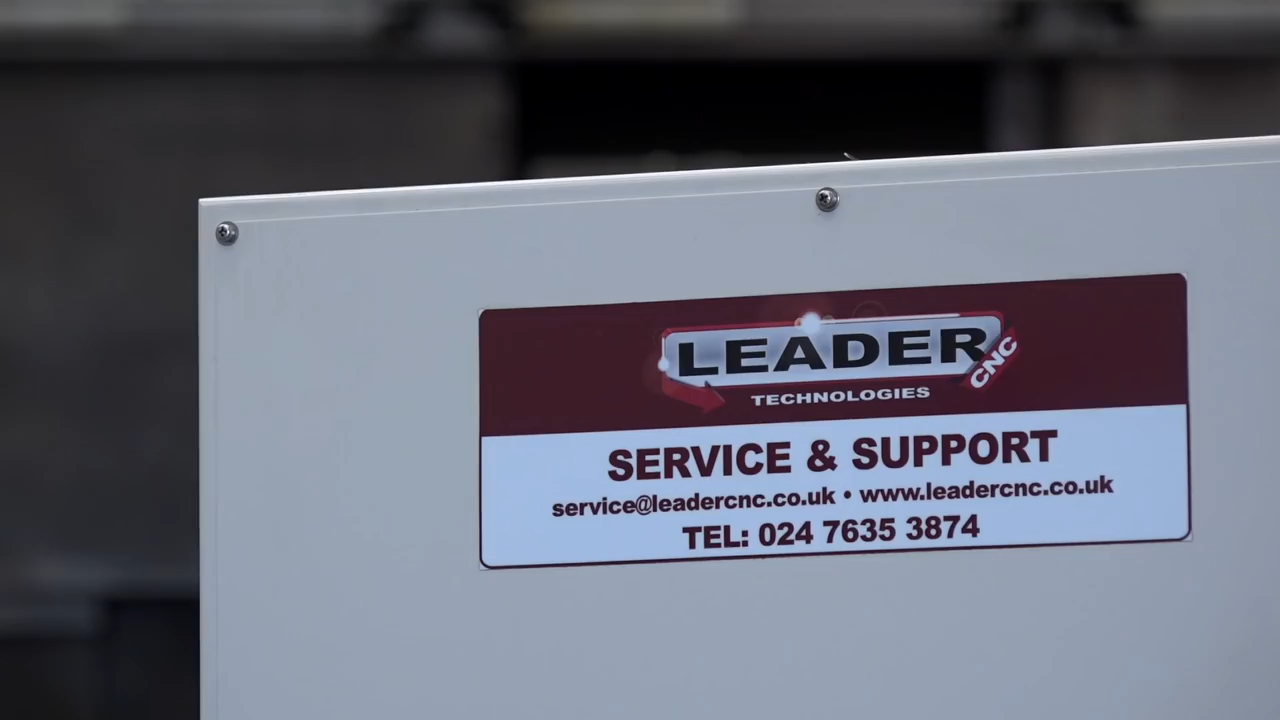 LEADER
CNC
TECHNOLOGIES
SERVICE & SUPPORT
service@leadercnc.co.uk • www.leadercnc.co.uk
TEL: 024 7635 3874